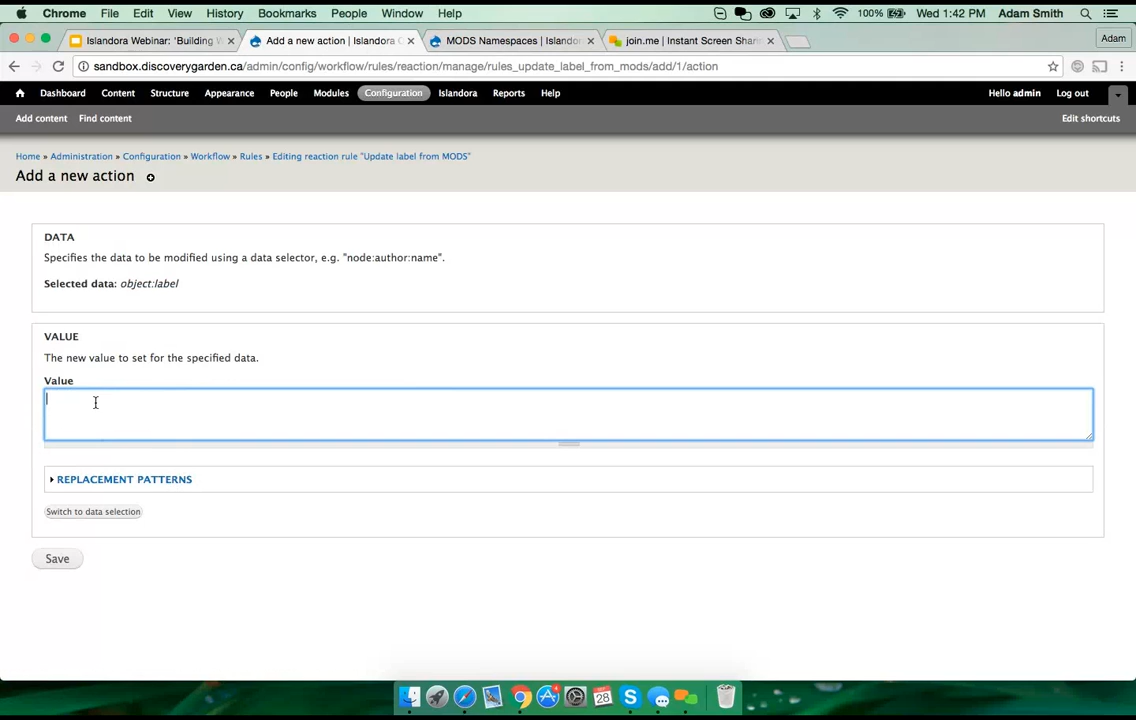 Chrome File Edit View History Bookmarks People Window Help 100% Wed 1:42 PM Adam Smith
Islandora Webinar: 'Building W Add a new action | Islandora C MODS Namespaces | Islandor join.me | Instant Screen Shari Adam
sandbox.discoverygarden.ca/admin/config/workflow/rules/reaction/manage/rules_update_label_from_mods/add/1/action
Dashboard Content Structure Appearance People Modules Configuration Islandora Reports Help Hello admin Log out
Add content Find content Edit shortcuts
Home » Administration » Configuration » Workflow » Rules » Editing reaction rule "Update label from MODS"
Add a new action
DATA
Specifies the data to be modified using a data selector, e.g. "node:author:name".
Selected data: object:label
VALUE
The new value to set for the specified data.
Value
REPLACEMENT PATTERNS
Switch to data selection
Save
28